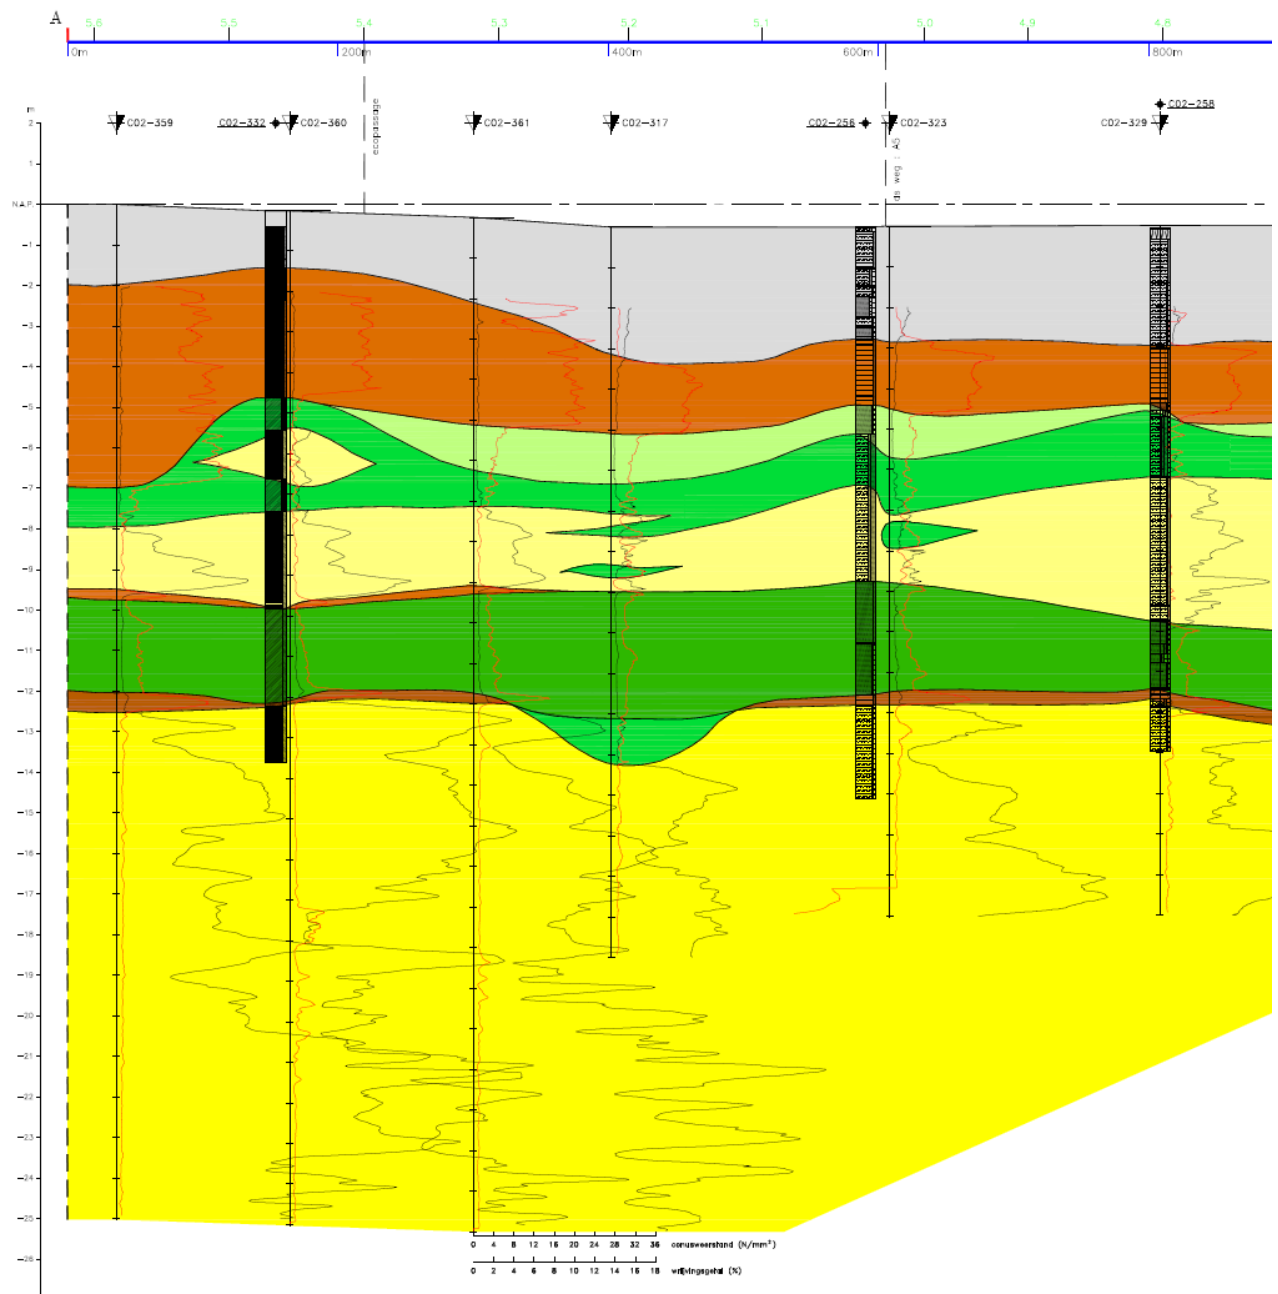 A
5.6 5.5 5.4 5.3 5.2 5.1 5.0 4.9 4.8
0m 200m 400m 600m 800m
C02-258
m
2 C02-359 C02-332 C02-360 C02-361 C02-317 C02-256 C02-323 C02-329
ecopassage
as weg : A5
1
N.A.P.
-1
-2
-3
-4
-5
-6
-7
-8
-9
-10
-11
-12
-13
-14
-15
-16
-17
-18
-19
-20
-21
-22
-23
-24
-25
0 4 8 12 16 20 24 28 32 36 conusweerstand (N/mm²)
-26
0 2 4 6 8 10 12 14 16 18 wrijvingsgetal (%)